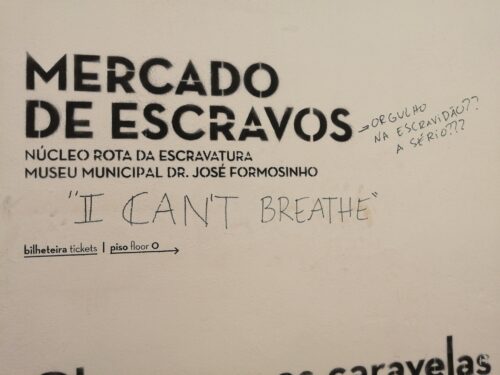 MERCADO
DE ESCRAVOS
→ORGULHO
NA ESCRAVIDÃO??
A SÉRIO???
NÚCLEO ROTA DA ESCRAVATURA
MUSEU MUNICIPAL DR. JOSÉ FORMOSINHO
"I CAN'T BREATHE"
bilheteira tickets | piso floor 0 →
caravelas